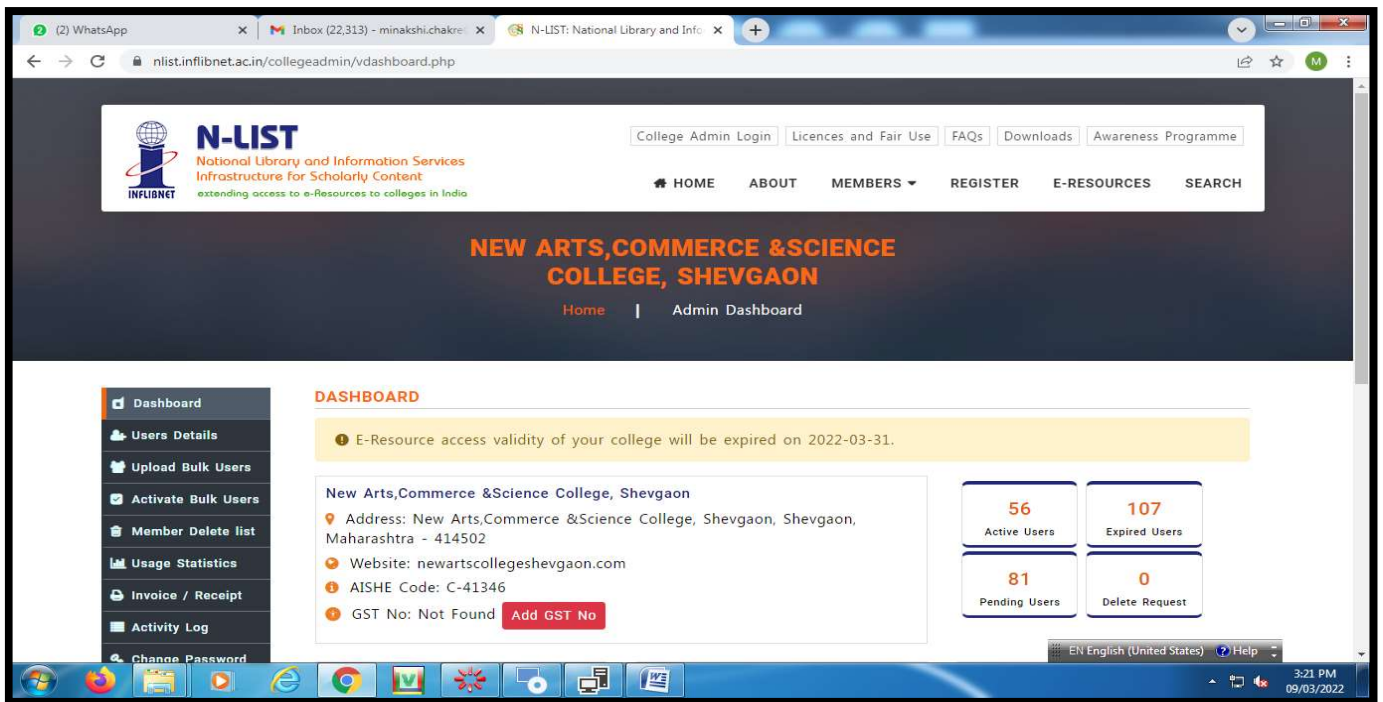 (2) WhatsApp
Inbox (22,313) - minakshi.chakre
N-LIST: National Library and Info
nlist.inflibnet.ac.in/collegeadmin/vdashboard.php
M
INFLIBNET
N-LIST
National Library and Information Services
Infrastructure for Scholarly Content
extending access to e-Resources to colleges in India
College Admin Login Licences and Fair Use FAQs Downloads Awareness Programme
HOME ABOUT MEMBERS REGISTER E-RESOURCES SEARCH
NEW ARTS,COMMERCE &SCIENCE
COLLEGE, SHEVGAON
Home | Admin Dashboard
Dashboard
Users Details
Upload Bulk Users
Activate Bulk Users
Member Delete list
Usage Statistics
Invoice / Receipt
Activity Log
Change Password
DASHBOARD
E-Resource access validity of your college will be expired on 2022-03-31.
New Arts,Commerce &Science College, Shevgaon
Address: New Arts,Commerce &Science College, Shevgaon, Shevgaon,
Maharashtra - 414502
Website: newartscollegeshevgaon.com
AISHE Code: C-41346
GST No: Not Found Add GST No
56
Active Users
107
Expired Users
81
Pending Users
0
Delete Request
EN English (United States) Help
3:21 PM
09/03/2022